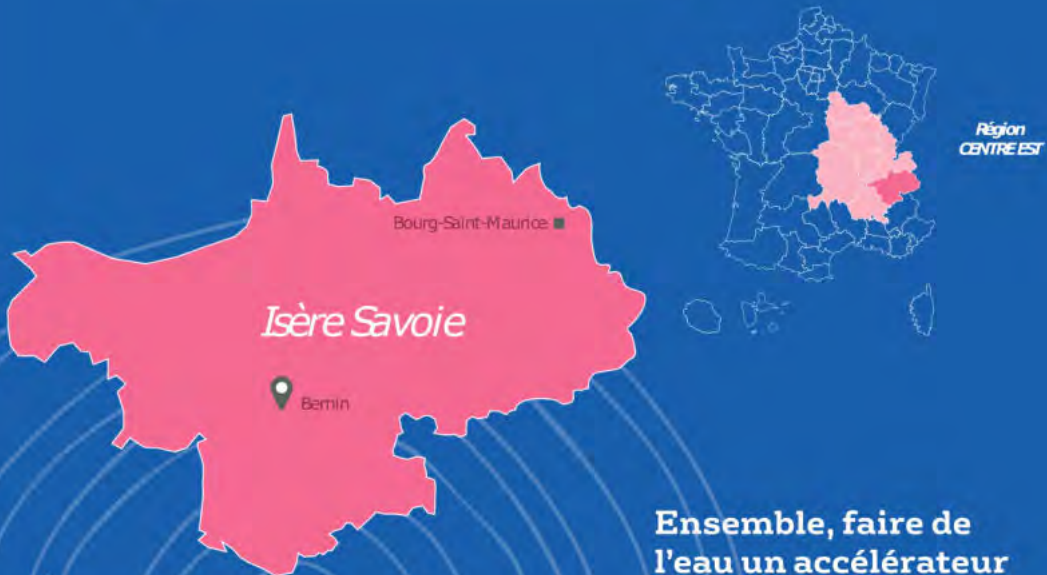 Région
CENTRE EST
Bourg-Saint-Maurice
Isère Savoie
Bernin
Ensemble, faire de
l'eau un accélérateur